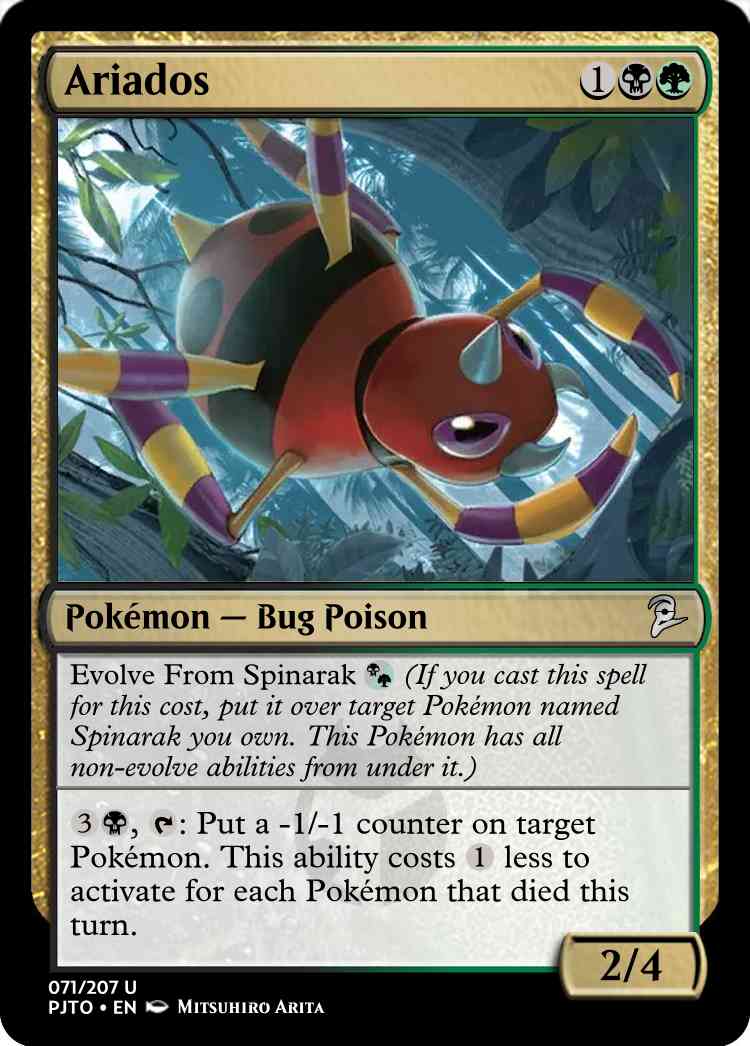 Ariados 1
Pokémon — Bug Poison
Evolve From Spinarak (If you cast this spell
for this cost, put it over target Pokémon named
Spinarak you own. This Pokémon has all
non-evolve abilities from under it.)
3, : Put a -1/-1 counter on target
Pokémon. This ability costs 1 less to
activate for each Pokémon that died this
turn.
2/4
071/207 U
PJTO • EN Mitsuhiro Arita